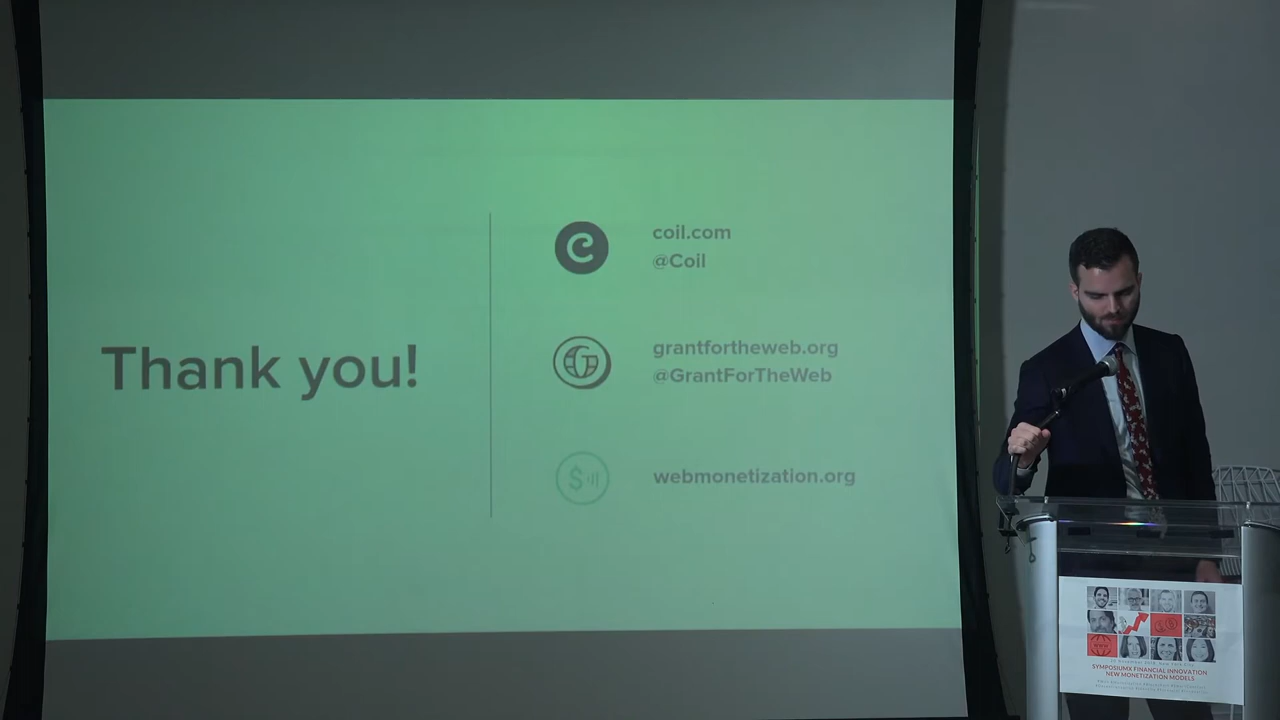 Thank you!
coil.com
@Coil
grantfortheweb.org
@GrantForTheWeb
webmonetization.org
SYMPOSIUMX FINANCIAL INNOVATION
NEW MONETIZATION MODELS